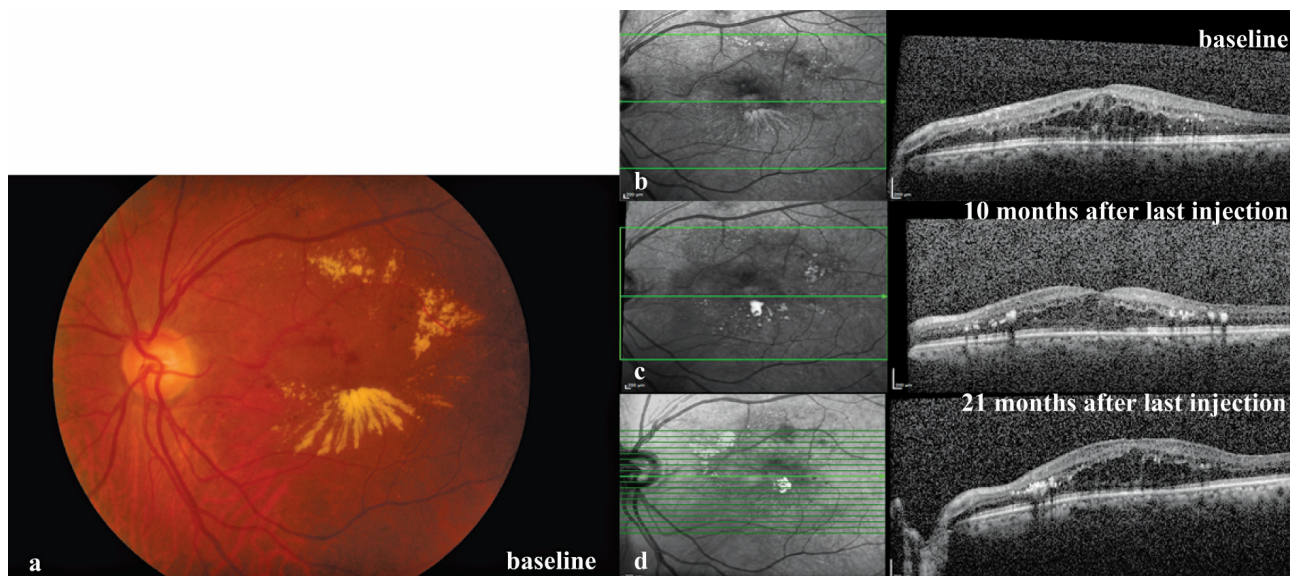 baseline
b
10 months after last injection
c
21 months after last injection
a
baseline
d